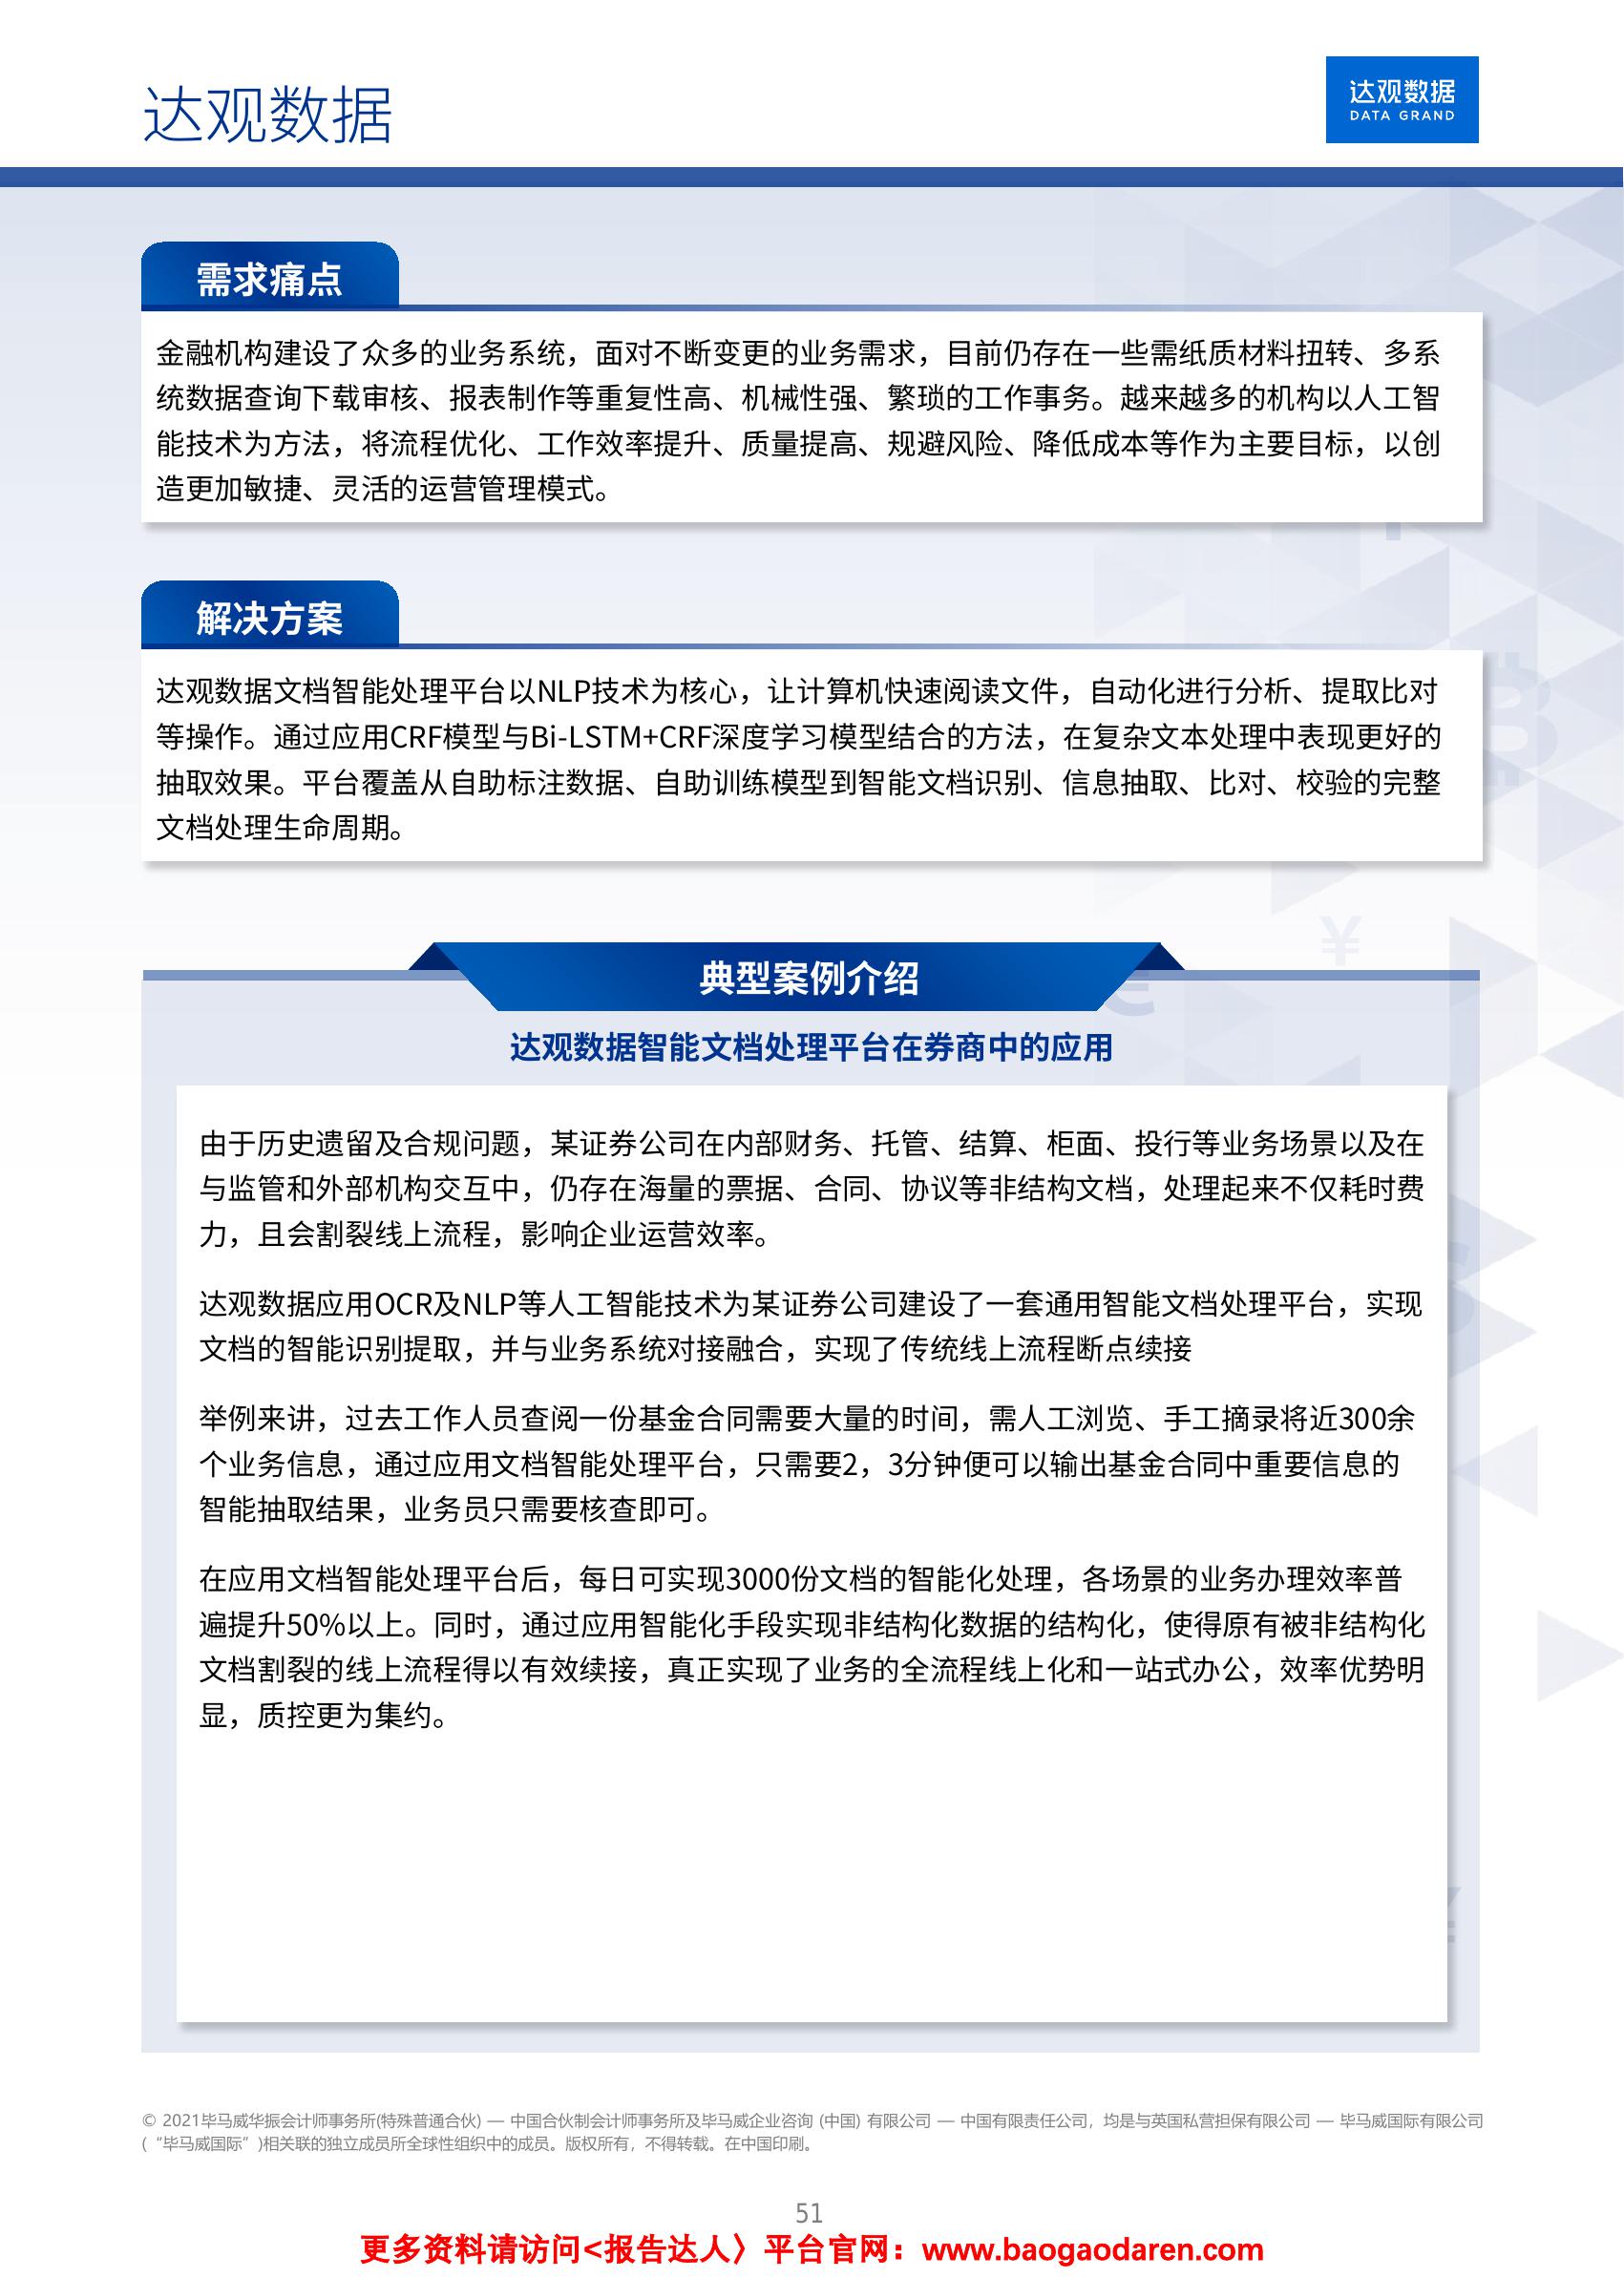 达观数据
达观数据
DATA GRAND
需求痛点
金融机构建设了众多的业务系统，面对不断变更的业务需求，目前仍存在一些需纸质材料扭转、多系
统数据查询下载审核、报表制作等重复性高、机械性强、繁琐的工作事务。越来越多的机构以人工智
能技术为方法，将流程优化、工作效率提升、质量提高、规避风险、降低成本等作为主要目标，以创
造更加敏捷、灵活的运营管理模式。
解决方案
达观数据文档智能处理平台以NLP技术为核心，让计算机快速阅读文件，自动化进行分析、提取比对
等操作。通过应用CRF模型与Bi-LSTM+CRF深度学习模型结合的方法，在复杂文本处理中表现更好的
抽取效果。平台覆盖从自助标注数据、自助训练模型到智能文档识别、信息抽取、比对、校验的完整
文档处理生命周期。
典型案例介绍
达观数据智能文档处理平台在券商中的应用
由于历史遗留及合规问题，某证券公司在内部财务、托管、结算、柜面、投行等业务场景以及在
与监管和外部机构交互中，仍存在海量的票据、合同、协议等非结构文档，处理起来不仅耗时费
力，且会割裂线上流程，影响企业运营效率。
达观数据应用OCR及NLP等人工智能技术为某证券公司建设了一套通用智能文档处理平台，实现
文档的智能识别提取，并与业务系统对接融合，实现了传统线上流程断点续接
举例来讲，过去工作人员查阅一份基金合同需要大量的时间，需人工浏览、手工摘录将近300余
个业务信息，通过应用文档智能处理平台，只需要2，3分钟便可以输出基金合同中重要信息的
智能抽取结果，业务员只需要核查即可。
在应用文档智能处理平台后，每日可实现3000份文档的智能化处理，各场景的业务办理效率普
遍提升50%以上。同时，通过应用智能化手段实现非结构化数据的结构化，使得原有被非结构化
文档割裂的线上流程得以有效续接，真正实现了业务的全流程线上化和一站式办公，效率优势明
显，质控更为集约。
© 2021毕马威华振会计师事务所(特殊普通合伙) — 中国合伙制会计师事务所及毕马威企业咨询 (中国) 有限公司 — 中国有限责任公司，均是与英国私营担保有限公司 — 毕马威国际有限公司
(“毕马威国际”)相关联的独立成员所全球性组织中的成员。版权所有，不得转载。在中国印刷。
51
更多资料请访问<报告达人〉平台官网：www.baogaodaren.com